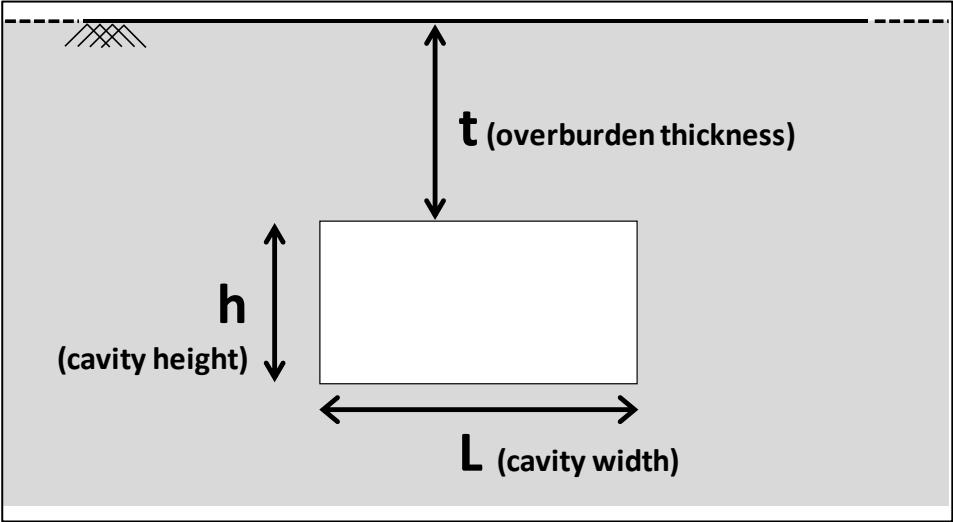 t (overburden thickness)
h
(cavity height)
L (cavity width)